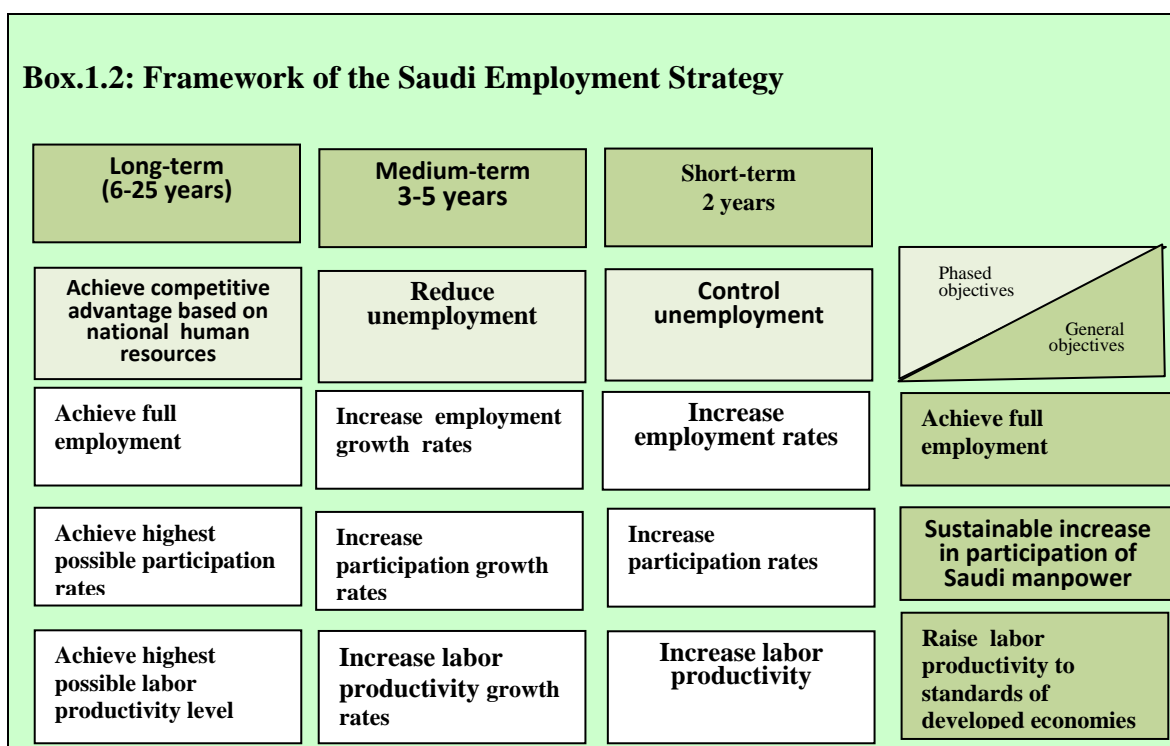 Box.1.2: Framework of the Saudi Employment Strategy
Long-term
(6-25 years)
Medium-term
3-5 years
Short-term
2 years
Phased
objectives
General
objectives
Achieve competitive
advantage based on
national human
resources
Reduce
unemployment
Control
unemployment
Achieve full
employment
Increase employment
growth rates
Increase
employment rates
Achieve full
employment
Achieve highest
possible participation
rates
Increase
participation growth
rates
Increase
participation rates
Sustainable increase
in participation of
Saudi manpower
Achieve highest
possible labor
productivity level
Increase labor
productivity growth
rates
Increase labor
productivity
Raise labor
productivity to
standards of
developed economies